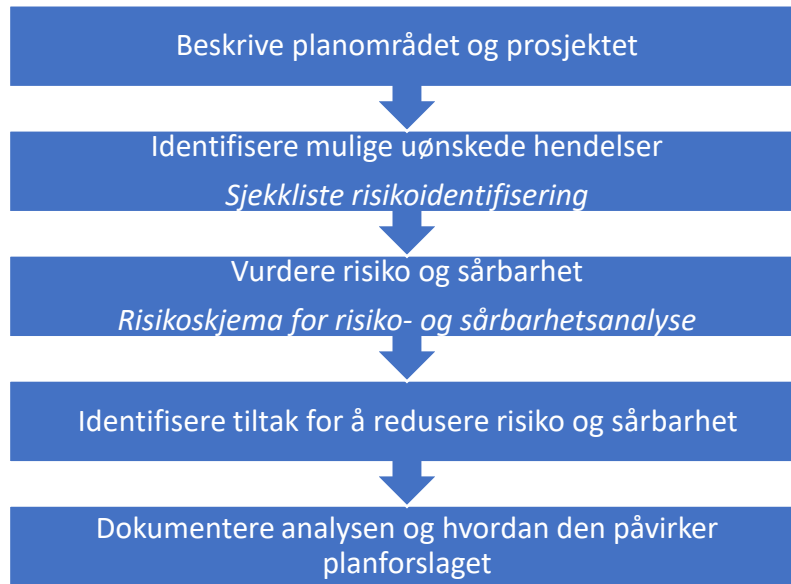 Beskrive planområdet og prosjektet
Identifisere mulige uønskede hendelser
Sjekkliste risikoidentifisering
Vurdere risiko og sårbarhet
Risikoskjema for risiko- og sårbarhetsanalyse
Identifisere tiltak for å redusere risiko og sårbarhet
Dokumentere analysen og hvordan den påvirker
planforslaget